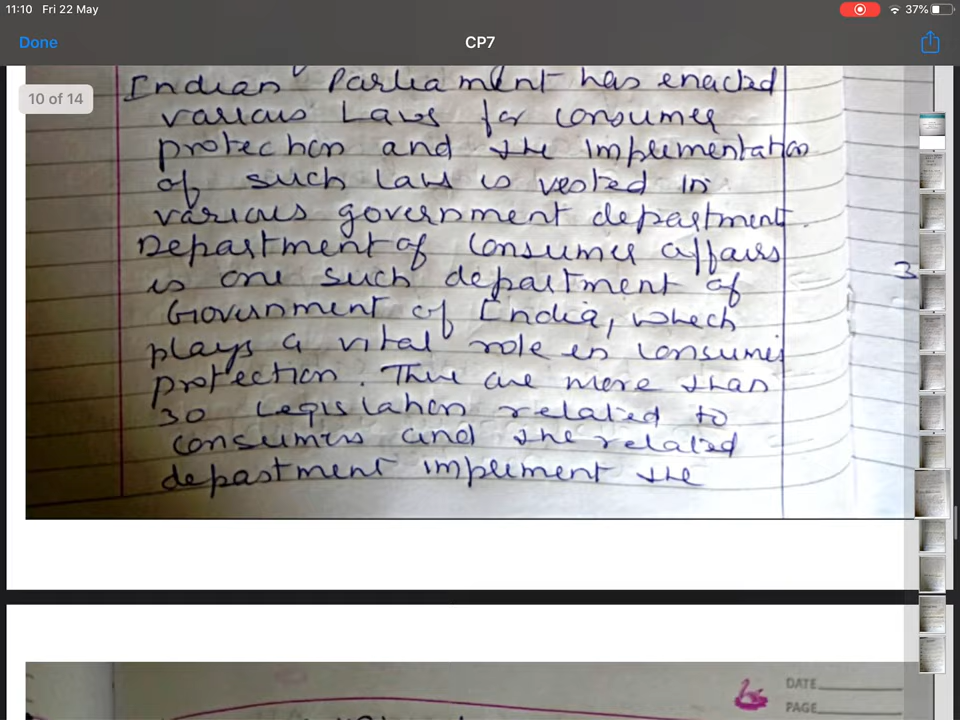 11:10 Fri 22 May
37%
Done
CP7
10 of 14
Indian Parliament has enacted
various Laws for consumer
protection and the implementation
of such law is vested in
various government department.
Department of Consumer affairs
is one such department of
Government of India, which
plays a vital role in consumer
protection. There are more than
30 Legislation related to
consumers and the related
department impliment the
3
DATE
PAGE